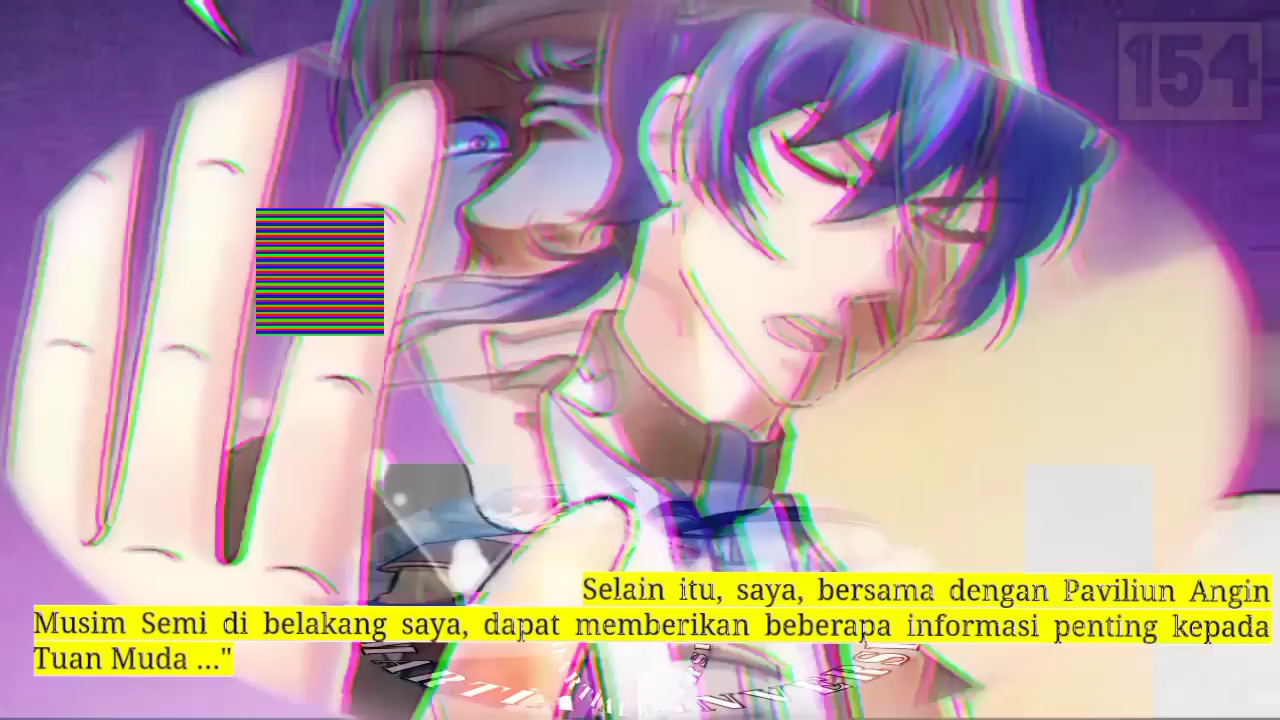 154
Selain itu, saya, bersama dengan Paviliun Angin
Musim Semi di belakang saya, dapat memberikan beberapa informasi penting kepada
Tuan Muda ..."